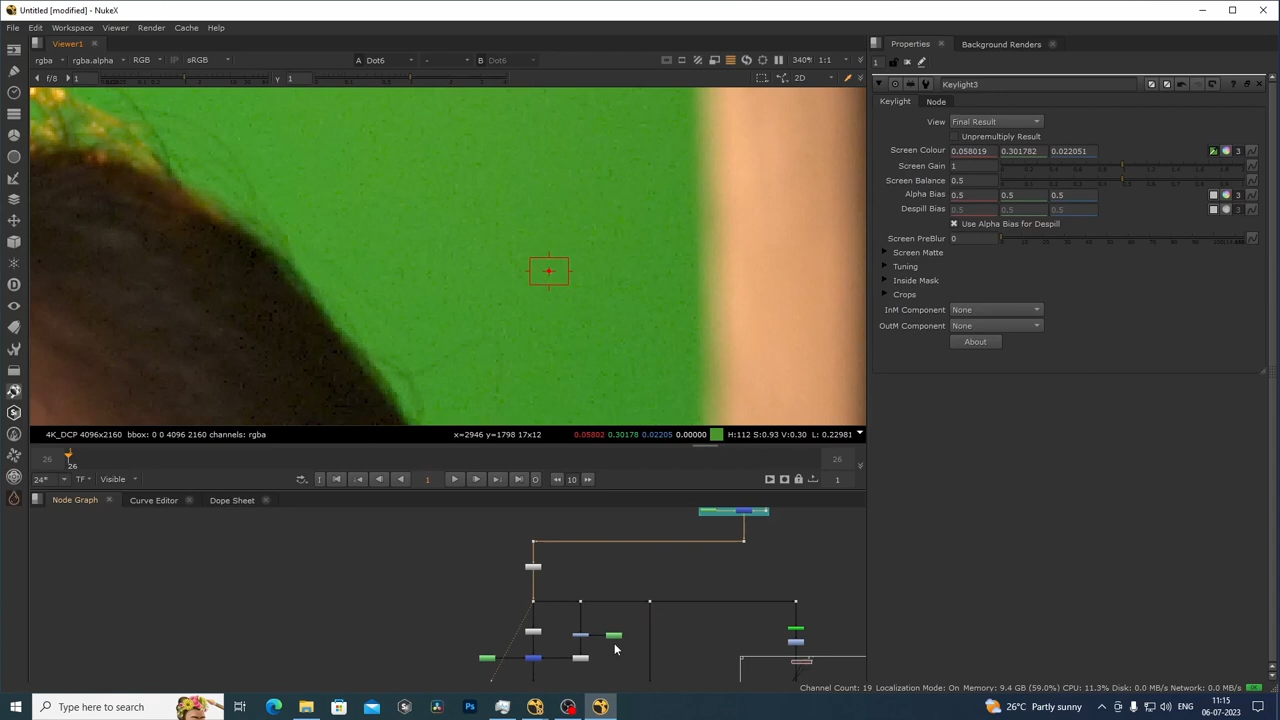 Untitled [modified] - NukeX
File Edit Workspace Viewer Render Cache Help
Viewer1
rgba rgba.alpha RGB IP sRGB A Dot6 - B Dot6 340% 1:1
f/8 1 Y 1 2D
4K_DCP 4096x2160 bbox: 0 0 4096 2160 channels: rgba x=2946 y=1798 17x12 0.05802 0.30178 0.02205 0.00000 H:112 S:0.93 V:0.30 L: 0.22981
26 26 26
24* TF Visible I 1 O 10 1
Node Graph Curve Editor Dope Sheet
Properties Background Renders
1
Keylight3
Keylight Node
View Final Result
Unpremultiply Result
Screen Colour 0.058019 0.301782 0.022051 3
Screen Gain 1
Screen Balance 0.5
Alpha Bias 0.5 0.5 0.5 3
Despill Bias 0.5 0.5 0.5 3
Use Alpha Bias for Despill
Screen PreBlur 0
Screen Matte
Tuning
Inside Mask
Crops
InM Component None
OutM Component None
About
Channel Count: 19 Localization Mode: On Memory: 9.4 GB (59.0%) CPU: 11.3% Disk: 0.0 MB/s Network: 0.0 MB/s OK
Type here to search
26°C Partly sunny
11:15
06-07-2023